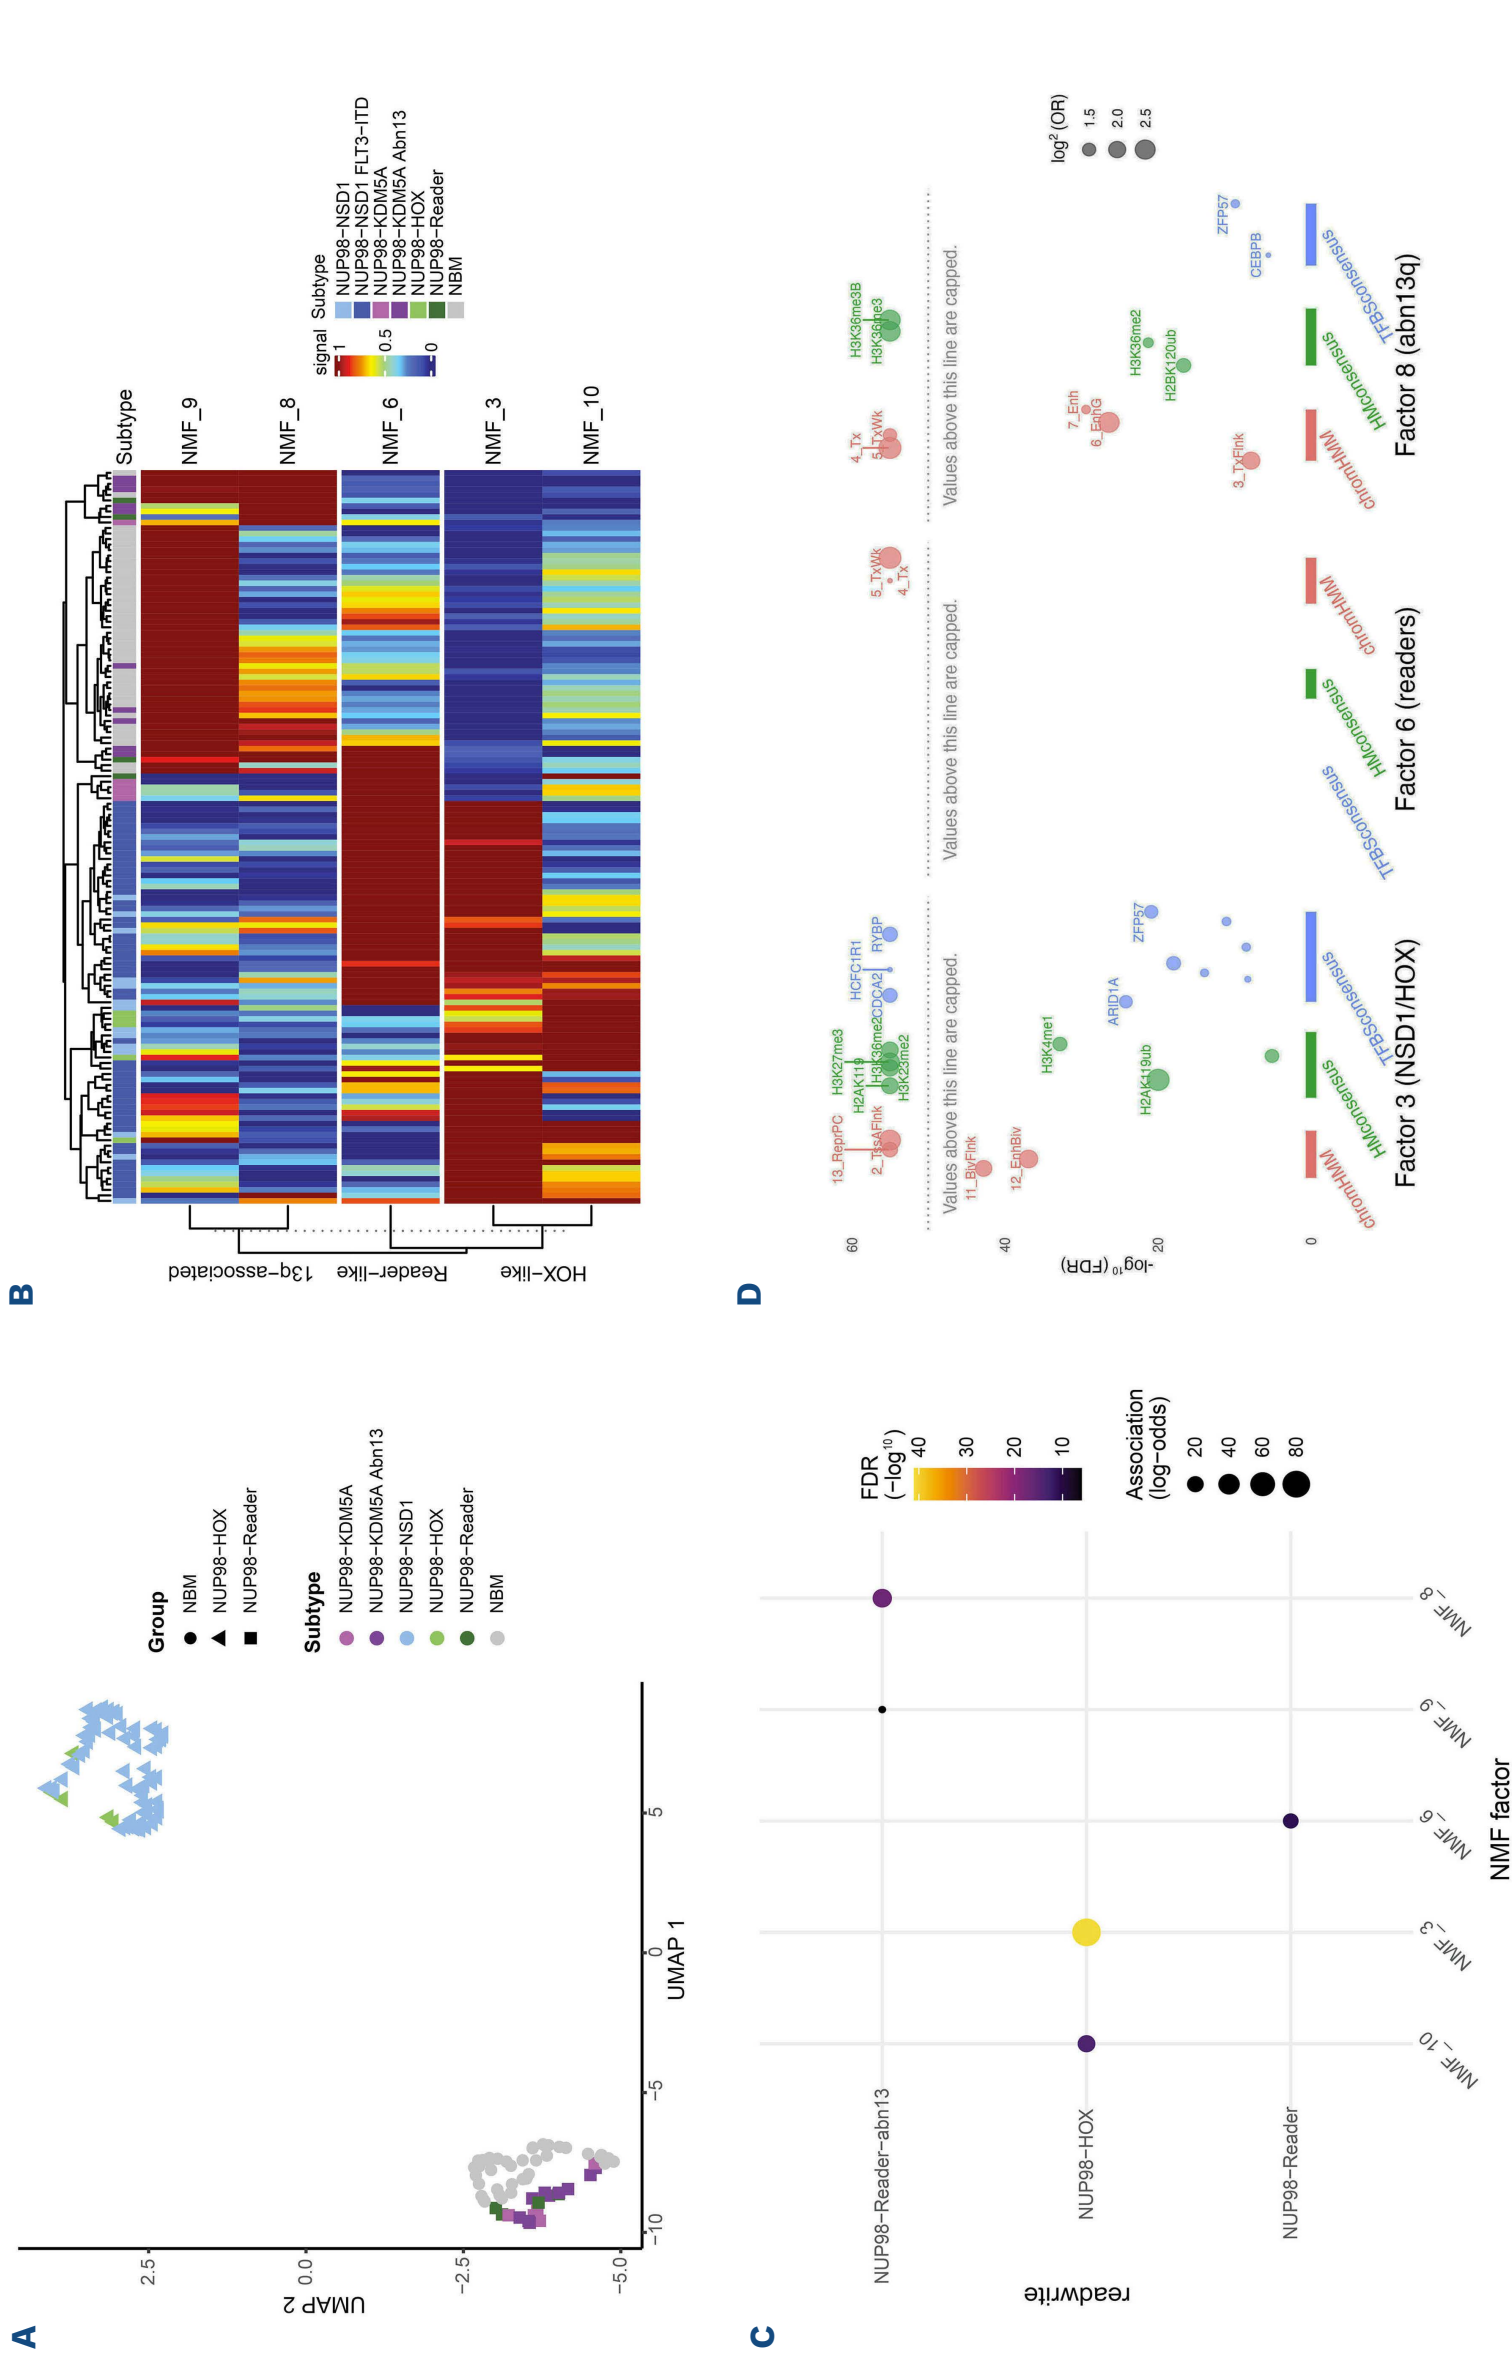 A
UMAP 2
2.5
0.0
−2.5
−5.0
−10
−5
0
5
UMAP 1
Group
NBM
NUP98−HOX
NUP98−Reader
Subtype
NUP98−KDM5A
NUP98−KDM5A Abn13
NUP98−NSD1
NUP98−HOX
NUP98−Reader
NBM
B
13q−associated
Reader−like
HOX−like
Subtype
NMF_9
NMF_8
NMF_6
NMF_3
NMF_10
signal
1
0.5
0
Subtype
NUP98−NSD1
NUP98−NSD1 FLT3−ITD
NUP98−KDM5A
NUP98−KDM5A Abn13
NUP98−HOX
NUP98−Reader
NBM
C
readwrite
NUP98−Reader−abn13
NUP98−HOX
NUP98−Reader
NMF_10
NMF_3
NMF_6
NMF_9
NMF_8
NMF factor
FDR
(−log10)
40
30
20
10
Association
(log−odds)
20
40
60
80
D
-log10 (FDR)
60
40
20
0
13_ReprPC
2_TssAFlnk
H3K27me3
H2AK119
H3K36me2
H3K23me2
HCFC1R1
CDCA2
RYBP
Values above this line are capped.
11_BivFlnk
12_EnhBiv
H3K4me1
H2AK119ub
ARID1A
ZFP57
chromHMM
HMconsensus
TFBSconsensus
Factor 3 (NSD1/HOX)
5_TxWk
4_Tx
Values above this line are capped.
TFBSconsensus
HMconsensus
chromHMM
Factor 6 (readers)
4_Tx
5_TxWk
H3K36me3B
H3K36me3
Values above this line are capped.
7_Enh
6_EnhG
3_TxFlnk
H3K36me2
H2BK120ub
ZFP57
CEBPB
chromHMM
HMconsensus
TFBSconsensus
Factor 8 (abn13q)
log2 (OR)
1.5
2.0
2.5